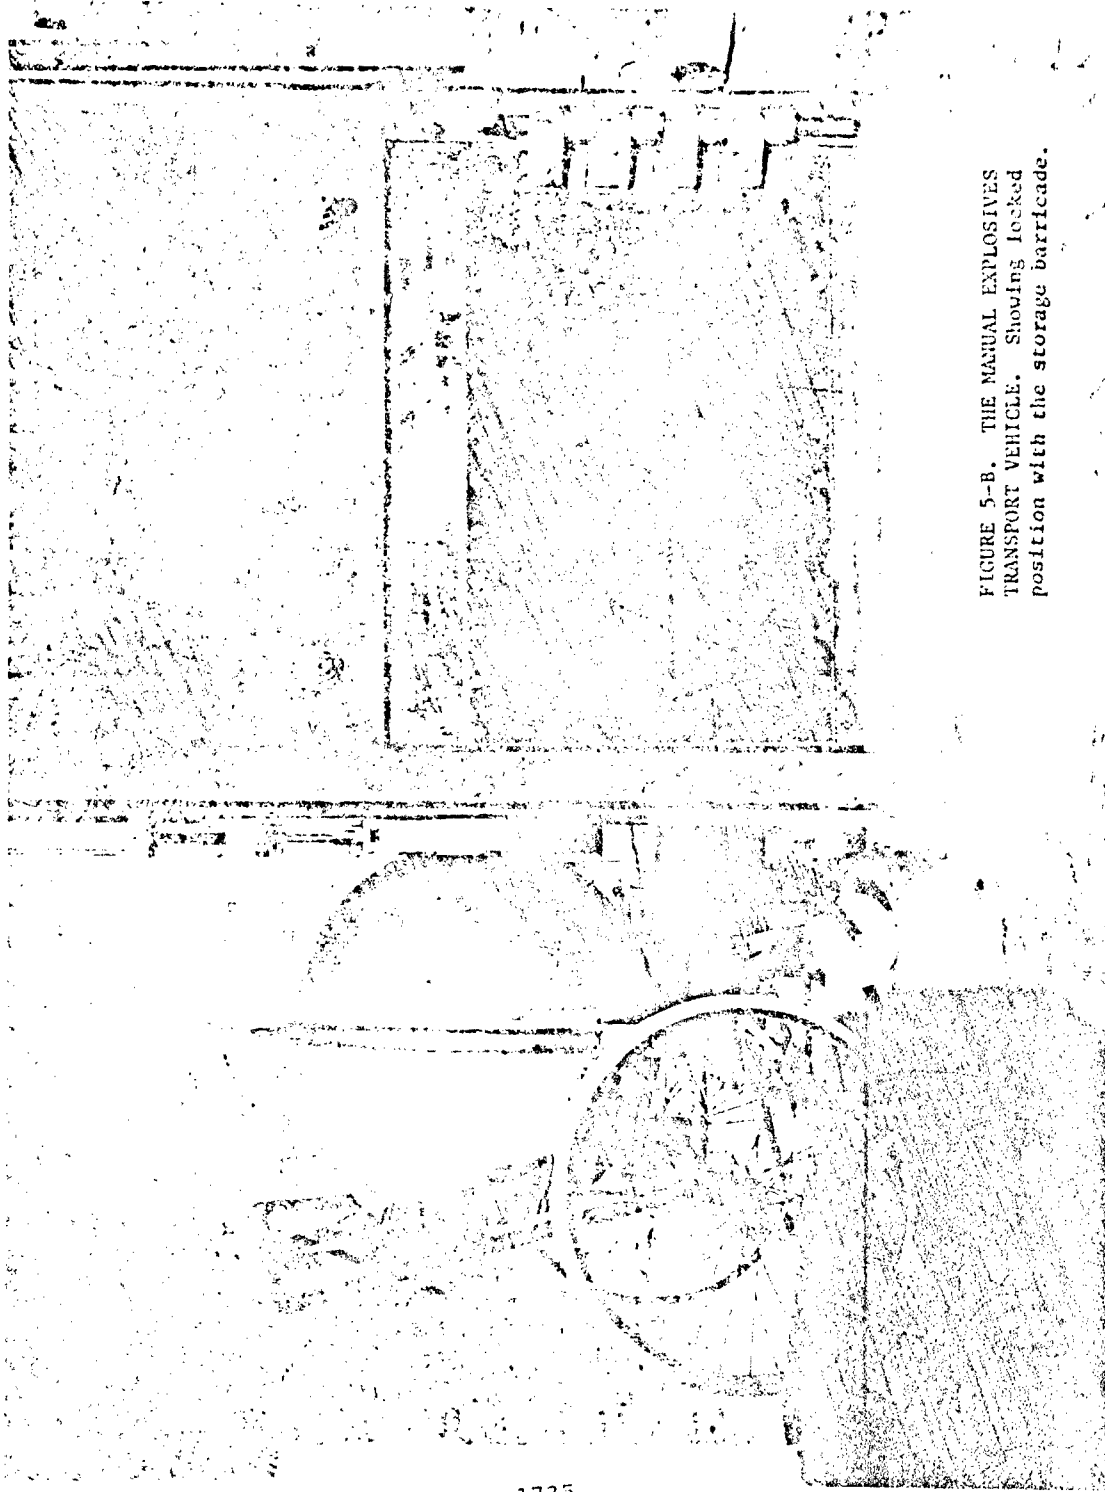 FIGURE 5-B. THE MANUAL EXPLOSIVES
TRANSPORT VEHICLE. Showing locked
position with the storage barricade.